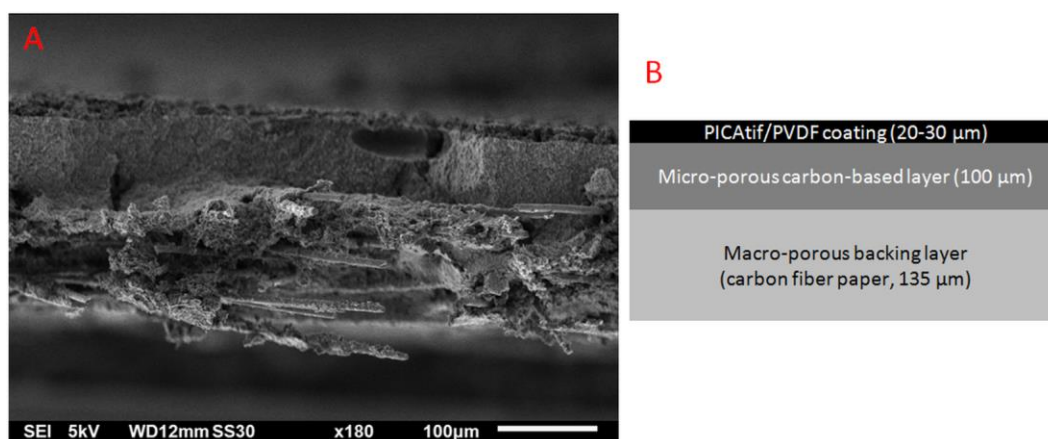 A
B
PICAtif/PVDF coating (20-30 µm)
Micro-porous carbon-based layer (100 µm)
Macro-porous backing layer
(carbon fiber paper, 135 µm)
SEI 5kV WD12mm SS30 x180 100µm